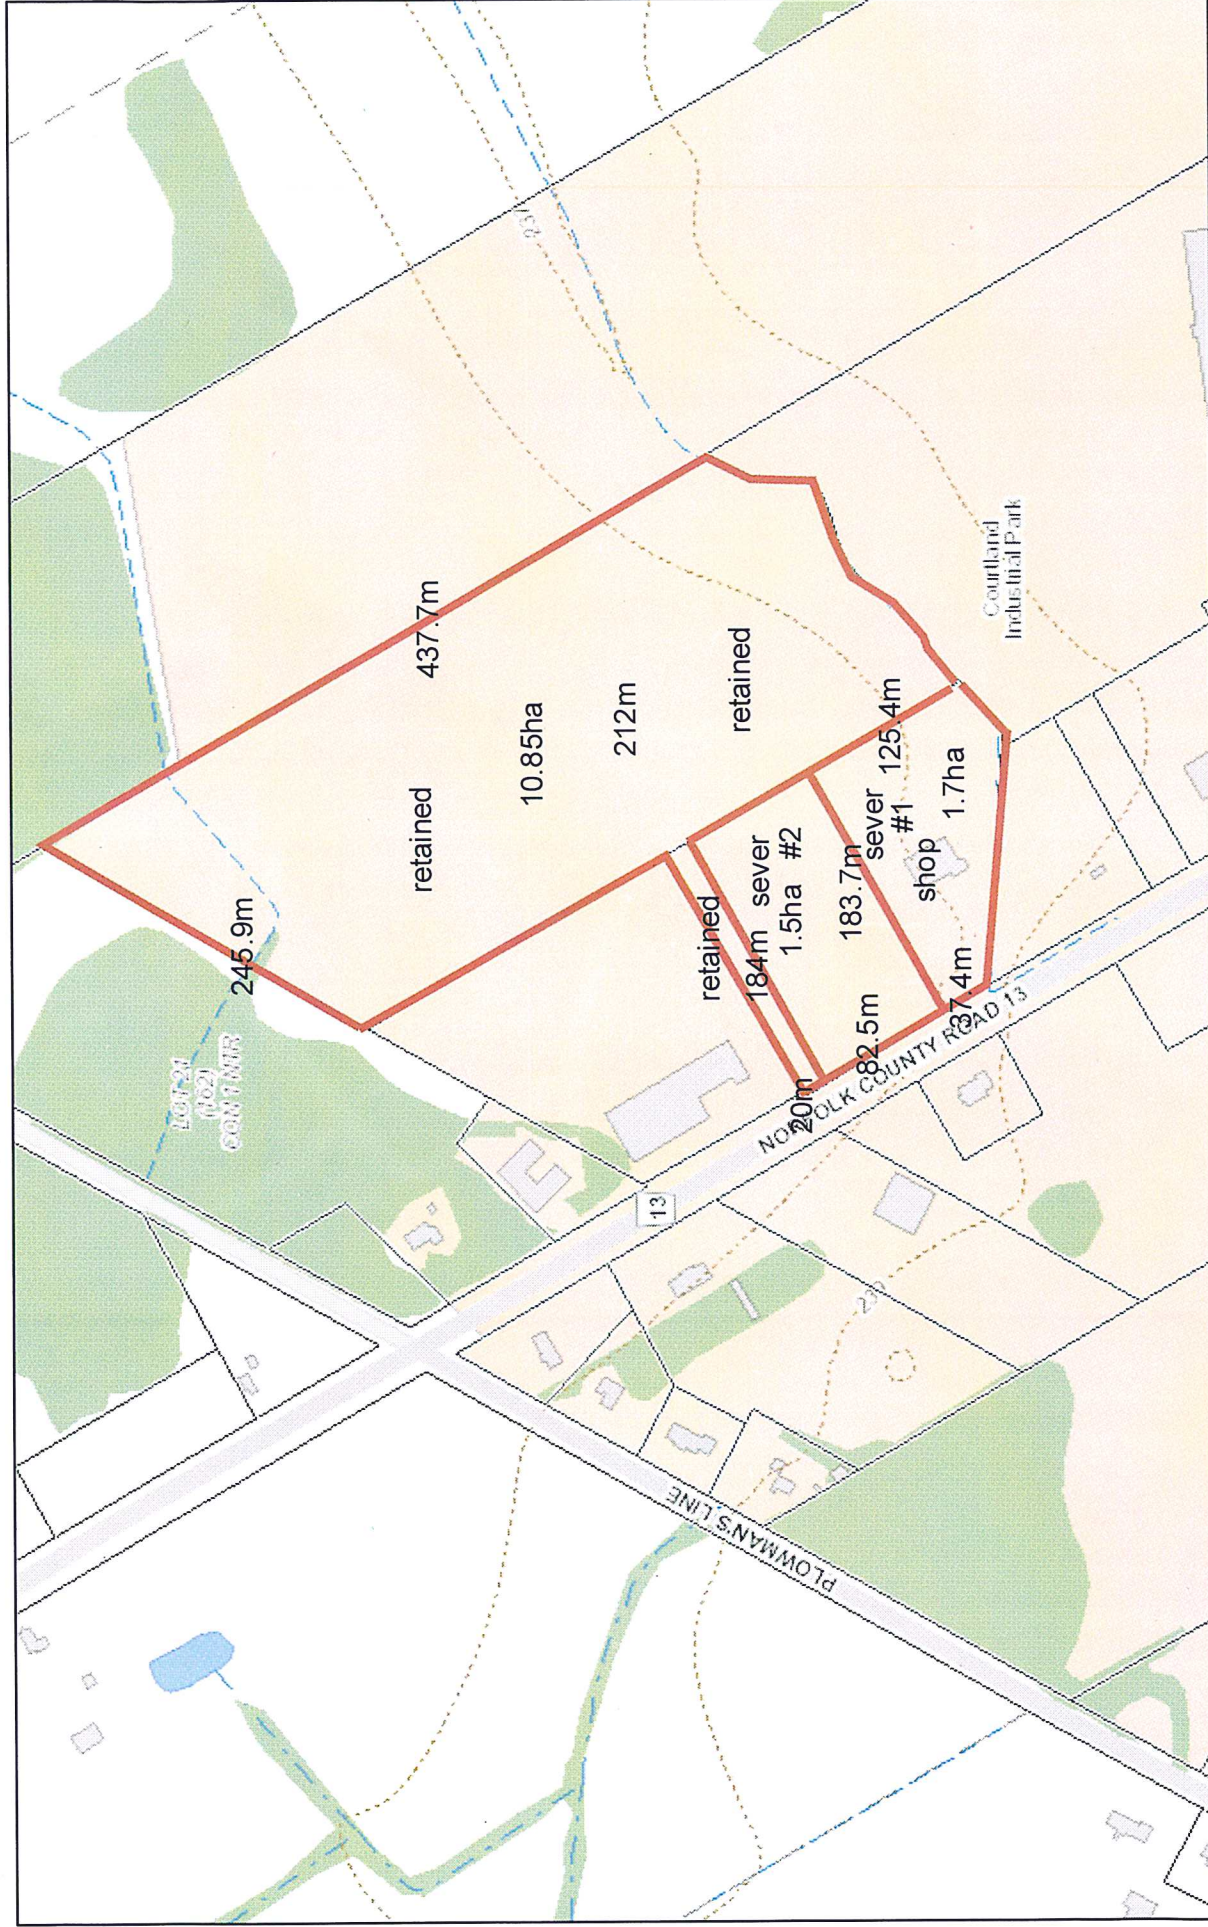 437.7m
10.85ha
212m
retained
retained
245.9m
125.4m
sever
#1
shop
1.7ha
retained
184m
sever
1.5ha #2
183.7m
82.5m
37.4m
20m
NORFOLK COUNTY ROAD 13
13
PLOWMAN'S LINE
Courtland
Industrial Park
231